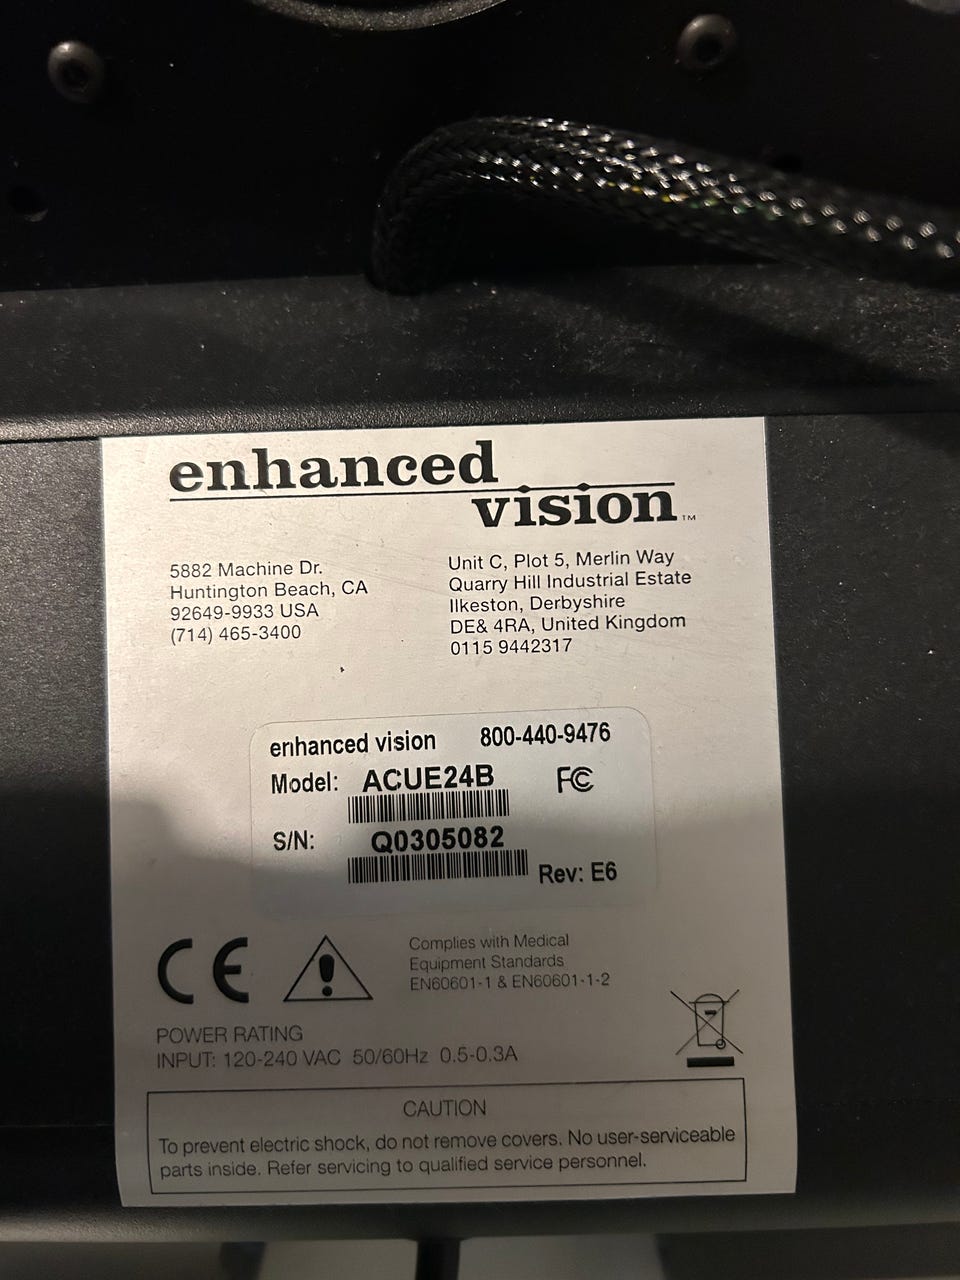 enhanced
vision™
5882 Machine Dr.
Huntington Beach, CA
92649-9933 USA
(714) 465-3400
Unit C, Plot 5, Merlin Way
Quarry Hill Industrial Estate
Ilkeston, Derbyshire
DE& 4RA, United Kingdom
0115 9442317
enhanced vision 800-440-9476
Model: ACUE24B FC
S/N: Q0305082
Rev: E6
CE
Complies with Medical
Equipment Standards
EN60601-1 & EN60601-1-2
POWER RATING
INPUT: 120-240 VAC 50/60Hz 0.5-0.3A
CAUTION
To prevent electric shock, do not remove covers. No user-serviceable
parts inside. Refer servicing to qualified service personnel.